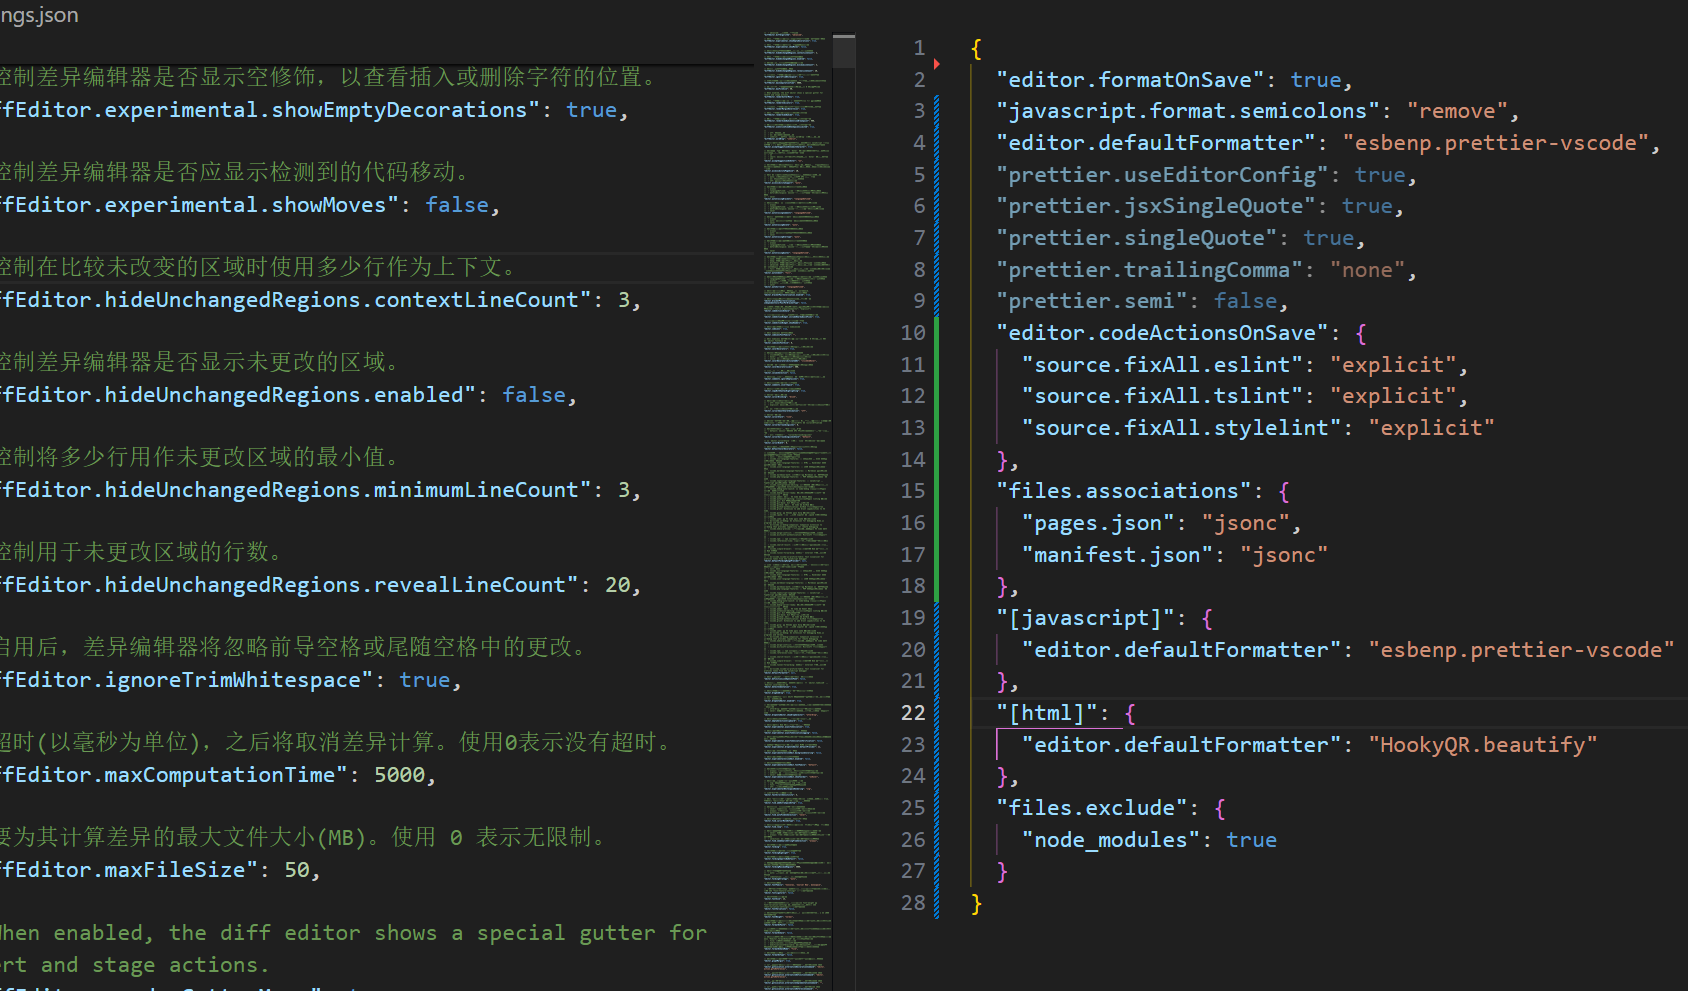 ngs.json
控制差异编辑器是否显示空修饰，以查看插入或删除字符的位置。
ffEditor.experimental.showEmptyDecorations": true,
控制差异编辑器是否应显示检测到的代码移动。
ffEditor.experimental.showMoves": false,
控制在比较未改变的区域时使用多少行作为上下文。
ffEditor.hideUnchangedRegions.contextLineCount": 3,
控制差异编辑器是否显示未更改的区域。
ffEditor.hideUnchangedRegions.enabled": false,
控制将多少行用作未更改区域的最小值。
ffEditor.hideUnchangedRegions.minimumLineCount": 3,
控制用于未更改区域的行数。
ffEditor.hideUnchangedRegions.revealLineCount": 20,
启用后，差异编辑器将忽略前导空格或尾随空格中的更改。
ffEditor.ignoreTrimWhitespace": true,
超时(以毫秒为单位)，之后将取消差异计算。使用0表示没有超时。
ffEditor.maxComputationTime": 5000,
要为其计算差异的最大文件大小(MB)。使用 0 表示无限制。
ffEditor.maxFileSize": 50,
When enabled, the diff editor shows a special gutter for
rt and stage actions.
1 {
2 "editor.formatOnSave": true,
3 "javascript.format.semicolons": "remove",
4 "editor.defaultFormatter": "esbenp.prettier-vscode",
5 "prettier.useEditorConfig": true,
6 "prettier.jsxSingleQuote": true,
7 "prettier.singleQuote": true,
8 "prettier.trailingComma": "none",
9 "prettier.semi": false,
10 "editor.codeActionsOnSave": {
11 "source.fixAll.eslint": "explicit",
12 "source.fixAll.tslint": "explicit",
13 "source.fixAll.stylelint": "explicit"
14 },
15 "files.associations": {
16 "pages.json": "jsonc",
17 "manifest.json": "jsonc"
18 },
19 "[javascript]": {
20 "editor.defaultFormatter": "esbenp.prettier-vscode"
21 },
22 "[html]": {
23 "editor.defaultFormatter": "HookyQR.beautify"
24 },
25 "files.exclude": {
26 "node_modules": true
27 }
28 }